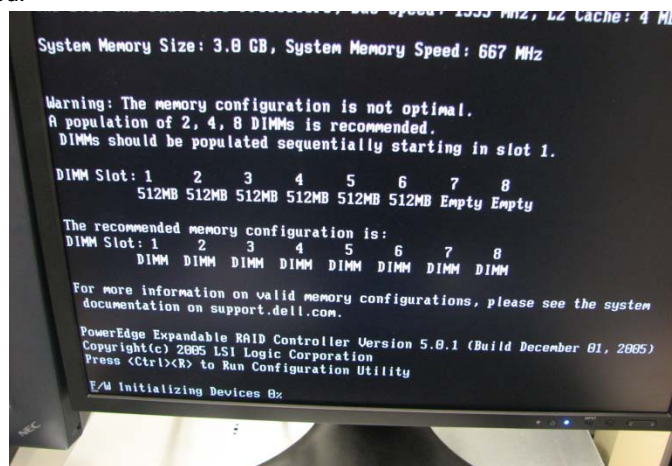 Speed: 1333 MHz, L2 Cache: 4
System Memory Size: 3.0 GB, System Memory Speed: 667 MHz
Warning: The memory configuration is not optimal.
A population of 2, 4, 8 DIMMs is recommended.
DIMMs should be populated sequentially starting in slot 1.
DIMM Slot: 1 2 3 4 5 6 7 8
512MB 512MB 512MB 512MB 512MB 512MB Empty Empty
The recommended memory configuration is:
DIMM Slot: 1 2 3 4 5 6 7 8
DIMM DIMM DIMM DIMM DIMM DIMM DIMM DIMM
For more information on valid memory configurations, please see the system
documentation on support.dell.com.
PowerEdge Expandable RAID Controller Version 5.0.1 (Build December 01, 2005)
Copyright(c) 2005 LSI Logic Corporation
Press <Ctrl><R> to Run Configuration Utility
F/W Initializing Devices 0%
NEC